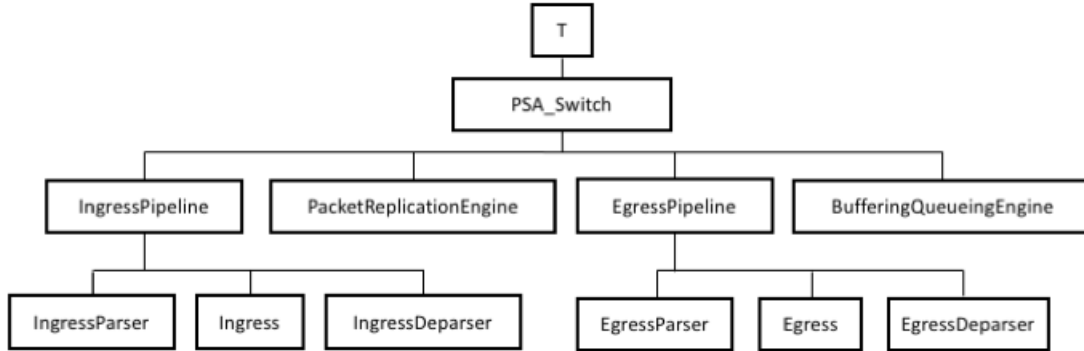 T
PSA_Switch
IngressPipeline
PacketReplicationEngine
EgressPipeline
BufferingQueueingEngine
IngressParser
Ingress
IngressDeparser
EgressParser
Egress
EgressDeparser